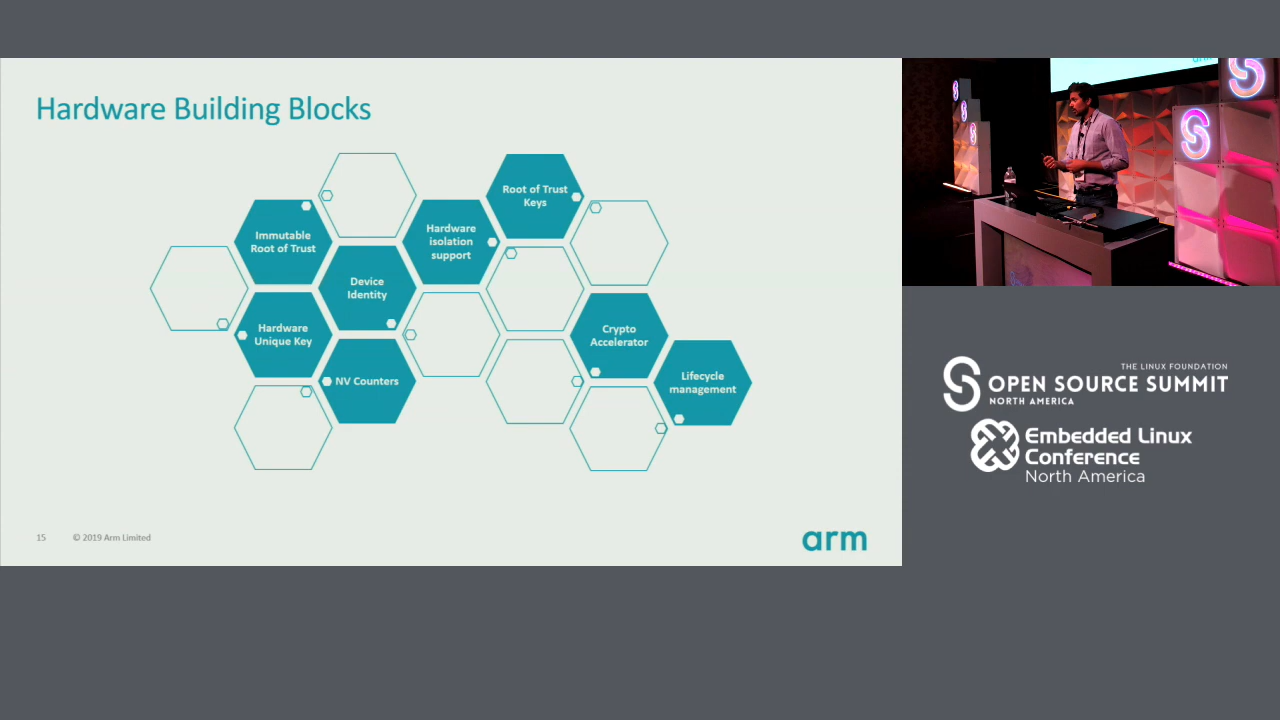 Hardware Building Blocks
Root of Trust
Keys
Immutable
Root of Trust
Hardware
isolation
support
Device
Identity
Hardware
Unique Key
Crypto
Accelerator
NV Counters
Lifecycle
management
15 © 2019 Arm Limited
arm
arm
THE LINUX FOUNDATION
OPEN SOURCE SUMMIT
NORTH AMERICA
Embedded Linux
Conference
North America